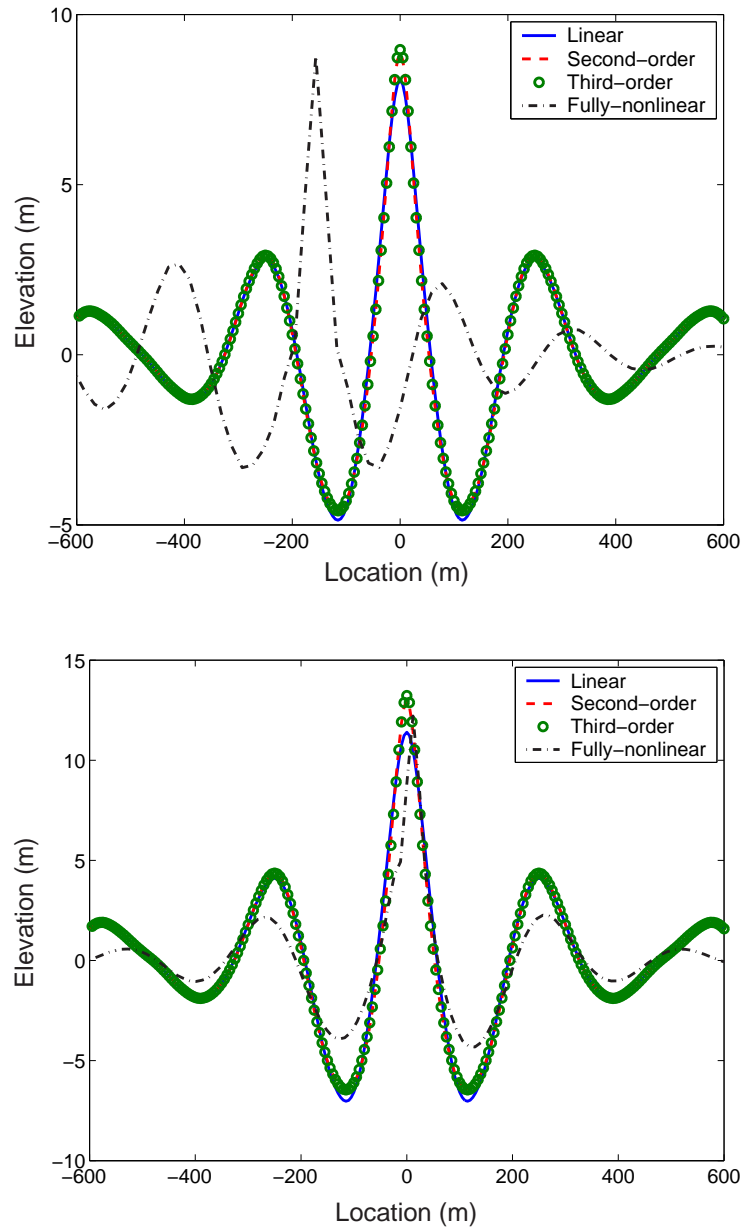 10
5
0
−5
Elevation (m)
Linear
Second−order
Third−order
Fully−nonlinear
−600 −400 −200 0 200 400 600
Location (m)
15
10
5
0
−5
−10
Elevation (m)
Linear
Second−order
Third−order
Fully−nonlinear
−600 −400 −200 0 200 400 600
Location (m)